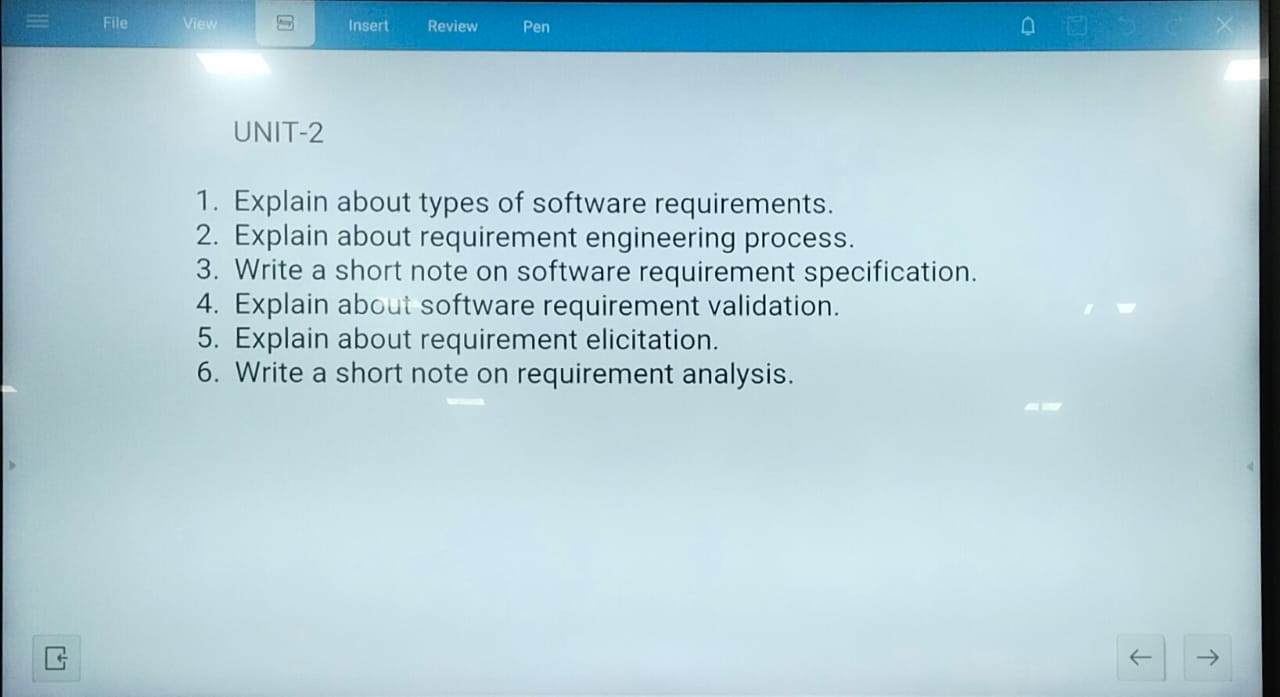 File View Insert Review Pen
UNIT-2
1. Explain about types of software requirements.
2. Explain about requirement engineering process.
3. Write a short note on software requirement specification.
4. Explain about software requirement validation.
5. Explain about requirement elicitation.
6. Write a short note on requirement analysis.